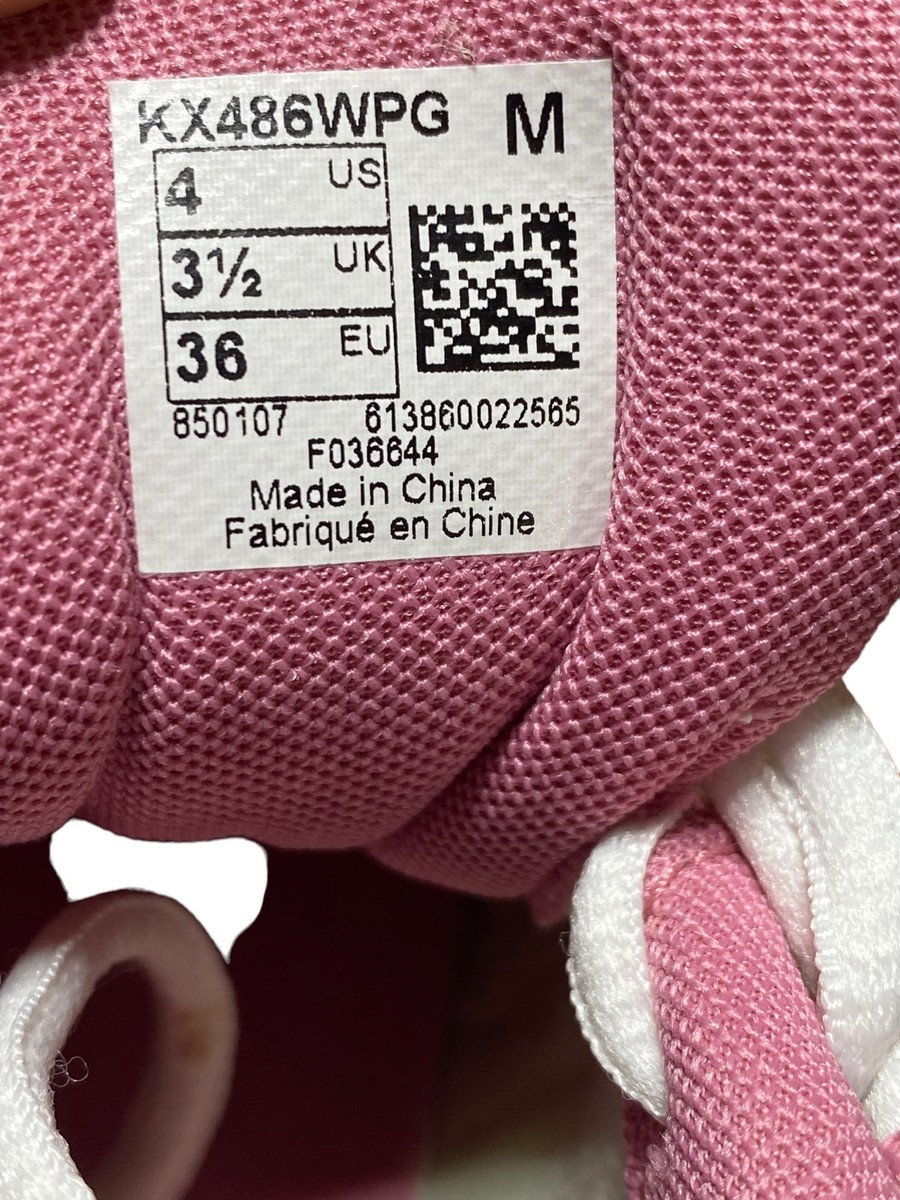 KX486WPG M
4 US
3½ UK
36 EU
850107 613860022565
F036644
Made in China
Fabriqué en Chine